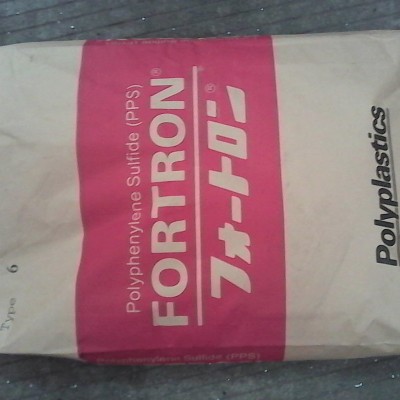 Polyphenylene Sulfide (PPS)
FORTRON®
フォートロン®
Polyplastics
Type 6
Polyphenylene Sulfide (PPS)